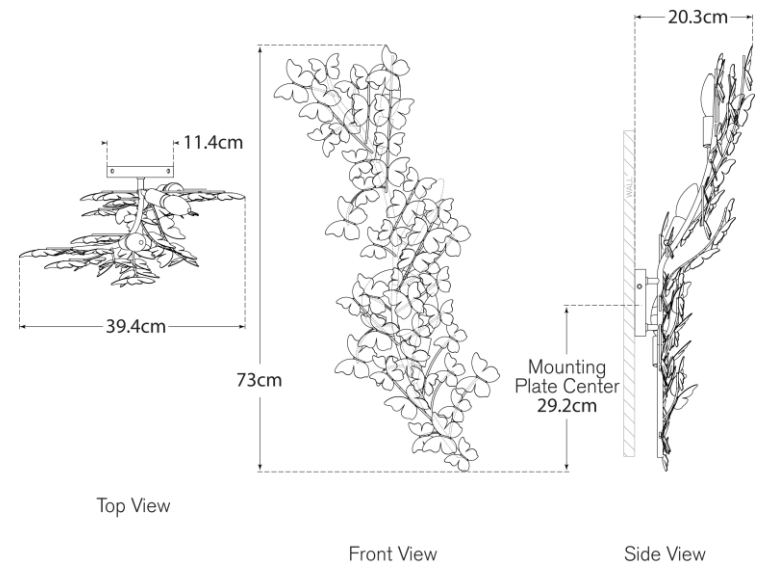 20.3cm
11.4cm
WALL
39.4cm
73cm
Mounting
Plate Center
29.2cm
Top View
Front View
Side View